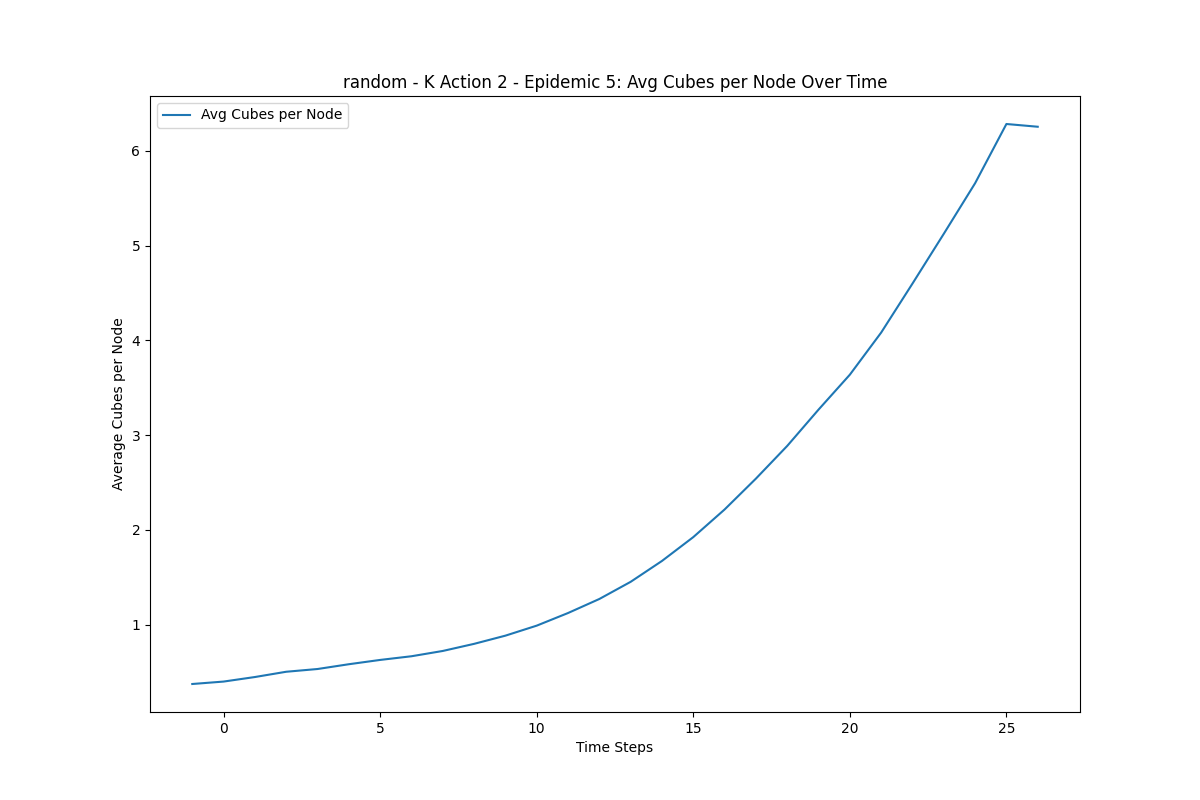 random - K Action 2 - Epidemic 5: Avg Cubes per Node Over Time
Avg Cubes per Node
6
5
4
3
2
1
Average Cubes per Node
0 5 10 15 20 25
Time Steps